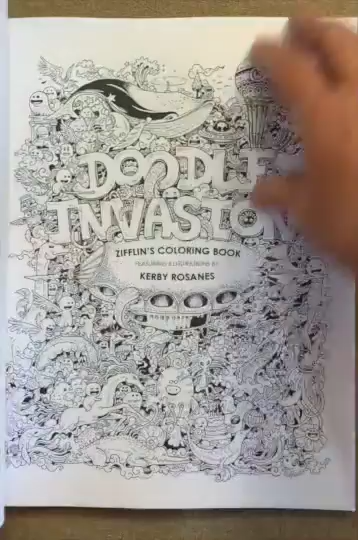 DOODLE
INVASION
ZIFFLIN'S COLORING BOOK
FEATURING ILLUSTRATIONS BY
KERBY ROSANES